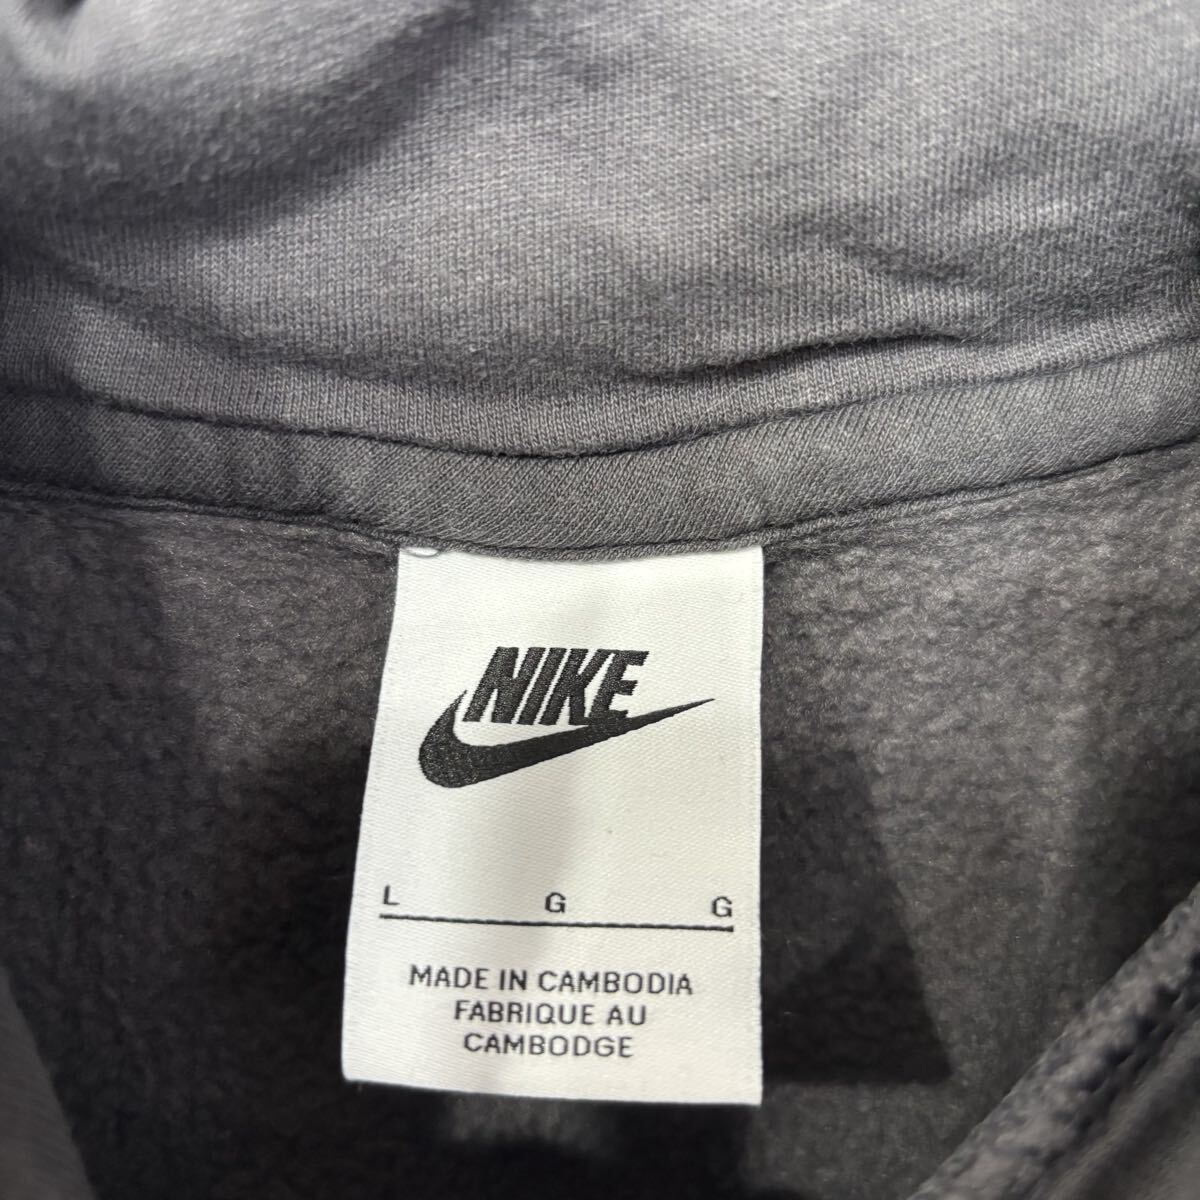 NIKE
L G G
MADE IN CAMBODIA
FABRIQUE AU
CAMBODGE